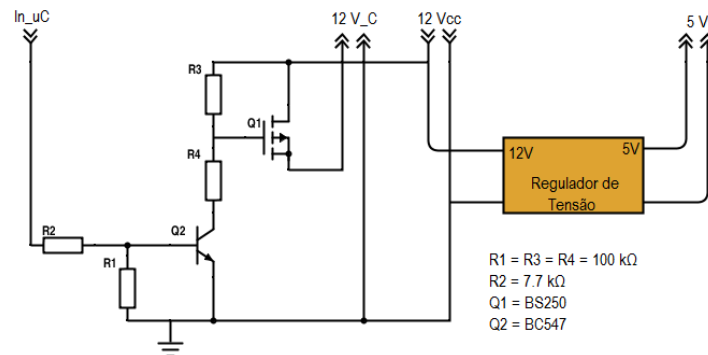 In_uC
12 V_C
12 Vcc
5 V
R3
Q1
R4
12V
5V
Regulador de
Tensão
R2
Q2
R1
R1 = R3 = R4 = 100 kΩ
R2 = 7.7 kΩ
Q1 = BS250
Q2 = BC547